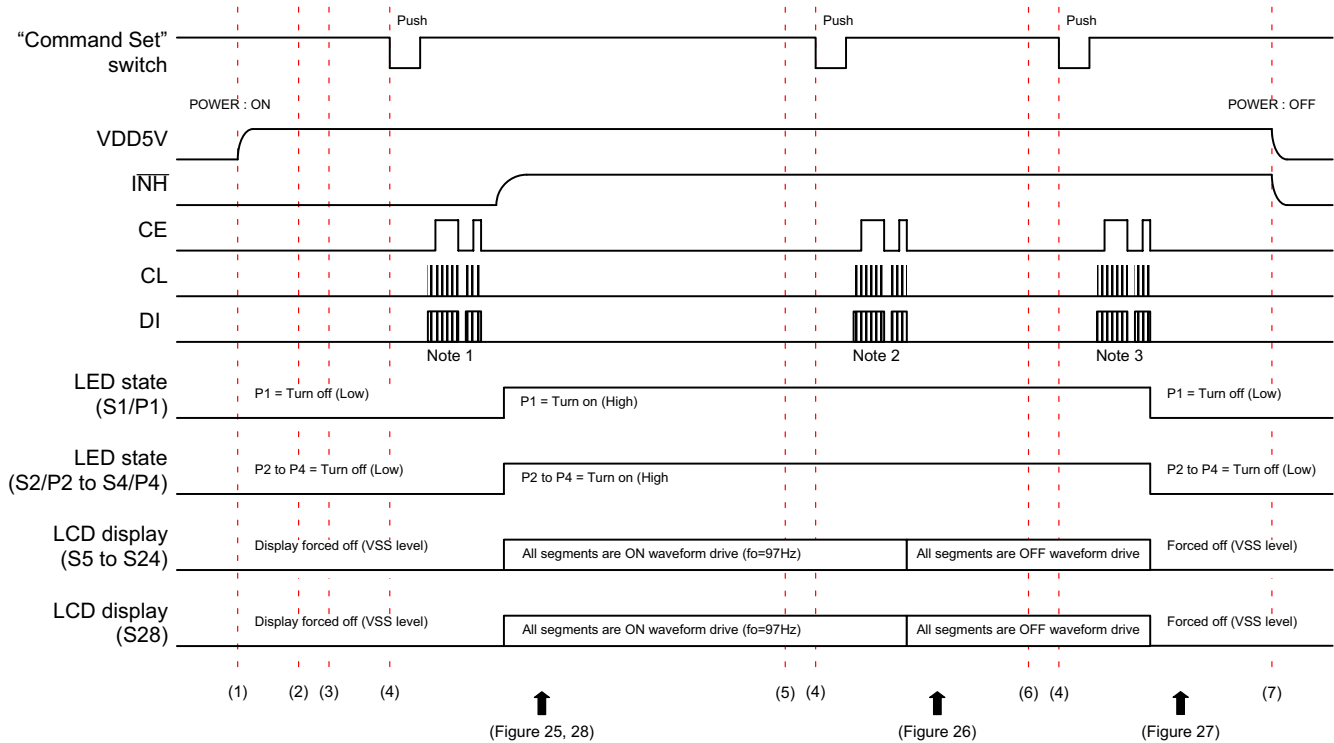 Push Push Push
“Command Set”
switch
POWER : ON POWER : OFF
VDD5V
INH
CE
CL
DI
Note 1 Note 2 Note 3
LED state
(S1/P1)
P1 = Turn off (Low) P1 = Turn on (High) P1 = Turn off (Low)
LED state
(S2/P2 to S4/P4)
P2 to P4 = Turn off (Low) P2 to P4 = Turn on (High P2 to P4 = Turn off (Low)
LCD display
(S5 to S24)
Display forced off (VSS level) All segments are ON waveform drive (fo=97Hz) All segments are OFF waveform drive Forced off (VSS level)
LCD display
(S28)
Display forced off (VSS level) All segments are ON waveform drive (fo=97Hz) All segments are OFF waveform drive Forced off (VSS level)
(1) (2) (3) (4) (5) (4) (6) (4) (7)
(Figure 25, 28) (Figure 26) (Figure 27)